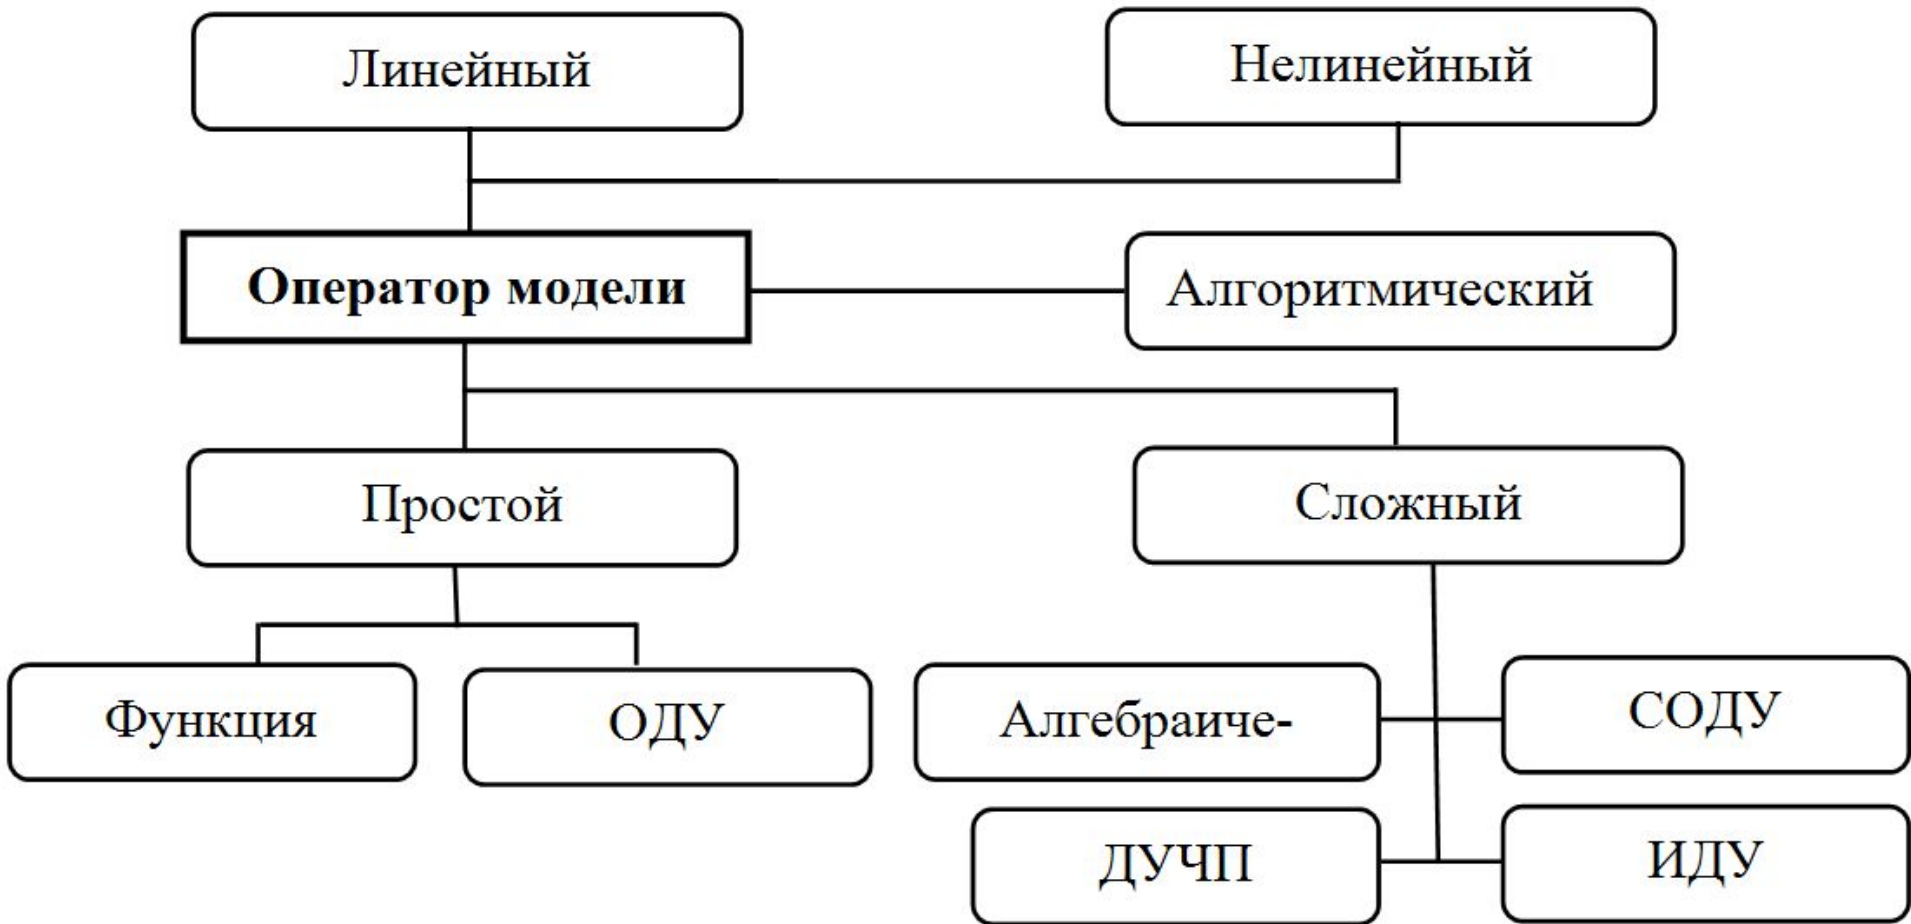 Линейный
Нелинейный
Оператор модели
Алгоритмический
Простой
Сложный
Функция
ОДУ
Алгебраиче-
СОДУ
ДУЧП
ИДУ